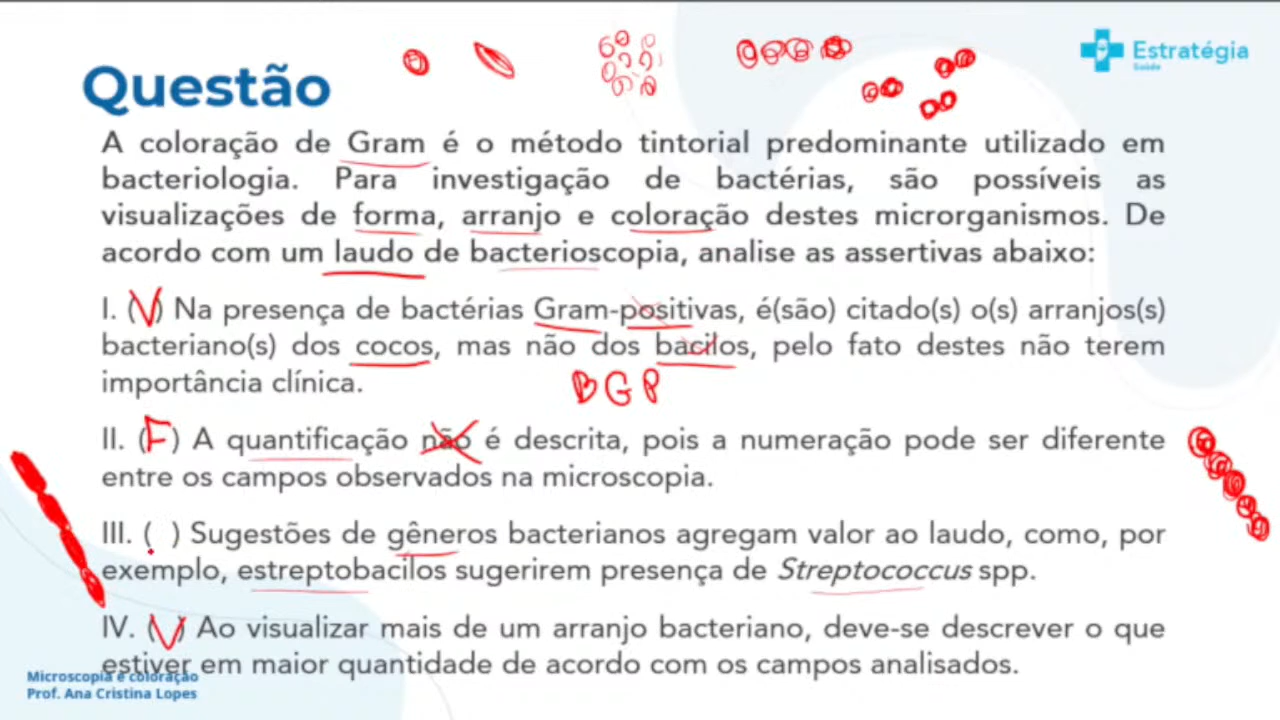 Estratégia
Saúde
Questão
A coloração de Gram é o método tintorial predominante utilizado em
bacteriologia. Para investigação de bactérias, são possíveis as
visualizações de forma, arranjo e coloração destes microrganismos. De
acordo com um laudo de bacterioscopia, analise as assertivas abaixo:
I. (V) Na presença de bactérias Gram-positivas, é(são) citado(s) o(s) arranjos(s)
bacteriano(s) dos cocos, mas não dos bacilos, pelo fato destes não terem
importância clínica.
BGP
II. (F) A quantificação não é descrita, pois a numeração pode ser diferente
entre os campos observados na microscopia.
III. ( ) Sugestões de gêneros bacterianos agregam valor ao laudo, como, por
exemplo, estreptobacilos sugerirem presença de Streptococcus spp.
IV. (V) Ao visualizar mais de um arranjo bacteriano, deve-se descrever o que
estiver em maior quantidade de acordo com os campos analisados.
Microscopia e coloração
Prof. Ana Cristina Lopes